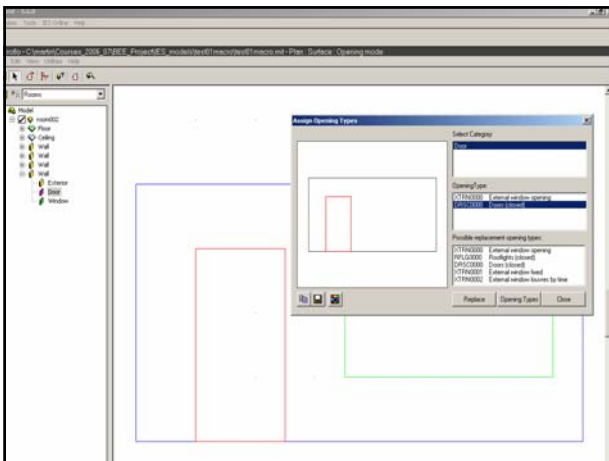 Tools IES Online Help
- C:\martin\Courses_2006_07\BEE_Project\IES_models\test01macro\test01macro.mit - Plan : Surface : Opening mode
Edit View Utilities Help
Rooms
Model
room002
Floor
Ceiling
Wall
Wall
Wall
Wall
Exterior
Door
Window
Assign Opening Types
Select Category:
Door
OpeningType:
XTRN0000 External window opening
DRSC0000 Doors (closed)
Possible replacement opening types:
XTRN0000 External window opening
RFLG0000 Rooflights (closed)
DRSC0000 Doors (closed)
XTRN0001 External window fixed
XTRN0002 External window louvres by time
Replace Opening Types Close